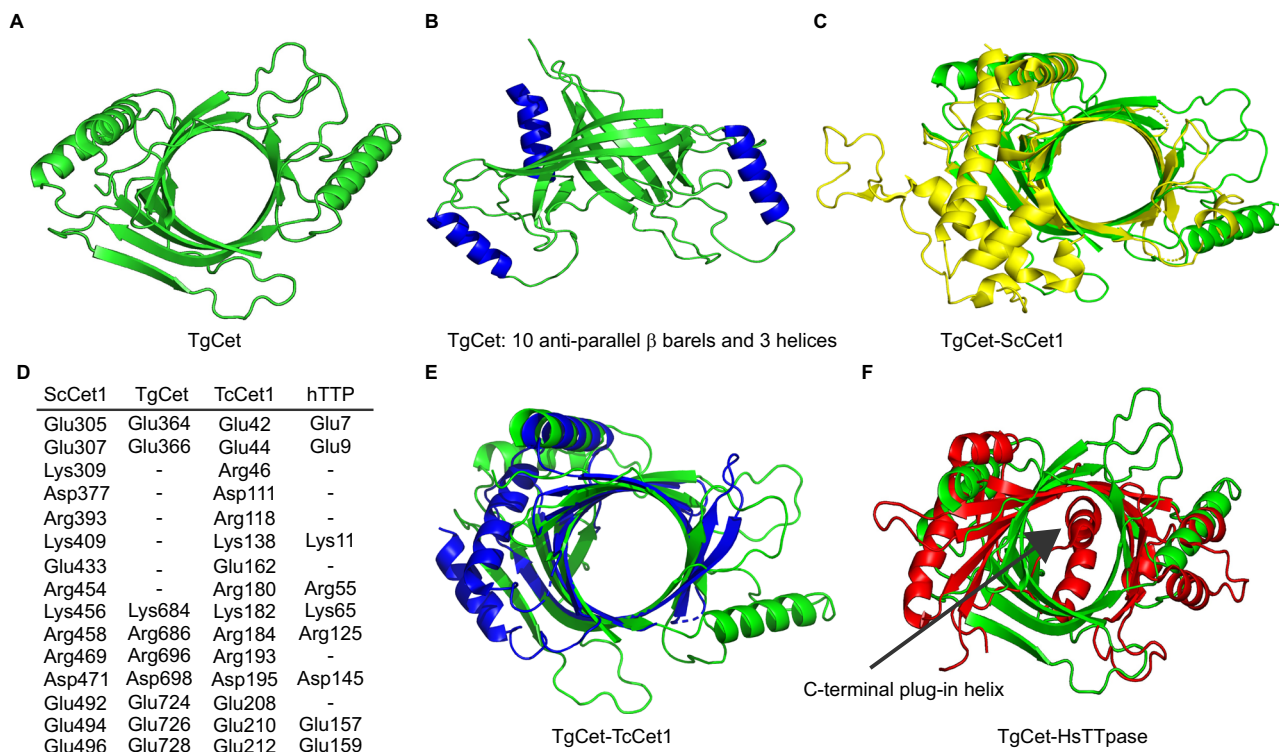 A
B
C
TgCet
TgCet: 10 anti-parallel β barels and 3 helices
TgCet-ScCet1
D
ScCet1 TgCet TcCet1 hTTP
Glu305 Glu364 Glu42 Glu7
Glu307 Glu366 Glu44 Glu9
Lys309 - Arg46 -
Asp377 - Asp111 -
Arg393 - Arg118 -
Lys409 - Lys138 Lys11
Glu433 - Glu162 -
Arg454 - Arg180 Arg55
Lys456 Lys684 Lys182 Lys65
Arg458 Arg686 Arg184 Arg125
Arg469 Arg696 Arg193 -
Asp471 Asp698 Asp195 Asp145
Glu492 Glu724 Glu208 -
Glu494 Glu726 Glu210 Glu157
Glu496 Glu728 Glu212 Glu159
E
TgCet-TcCet1
F
C-terminal plug-in helix
TgCet-HsTTpase